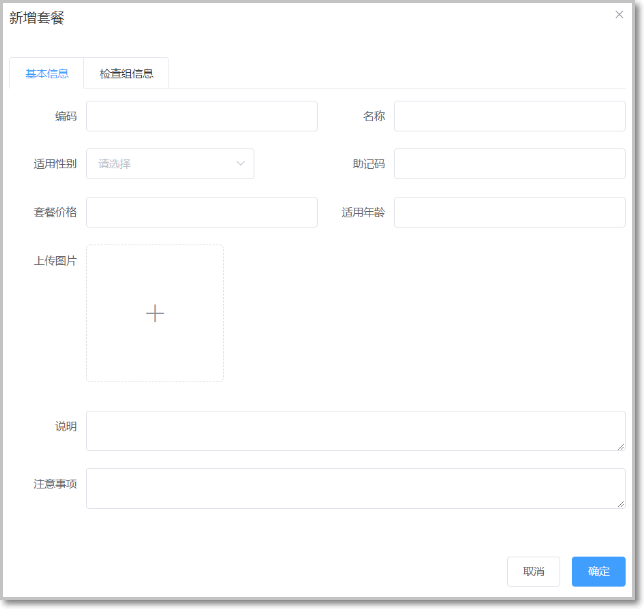 新增套餐
基本信息 检查组信息
编码 名称
适用性别 请选择 助记码
套餐价格 适用年龄
上传图片
说明
注意事项
取消 确定